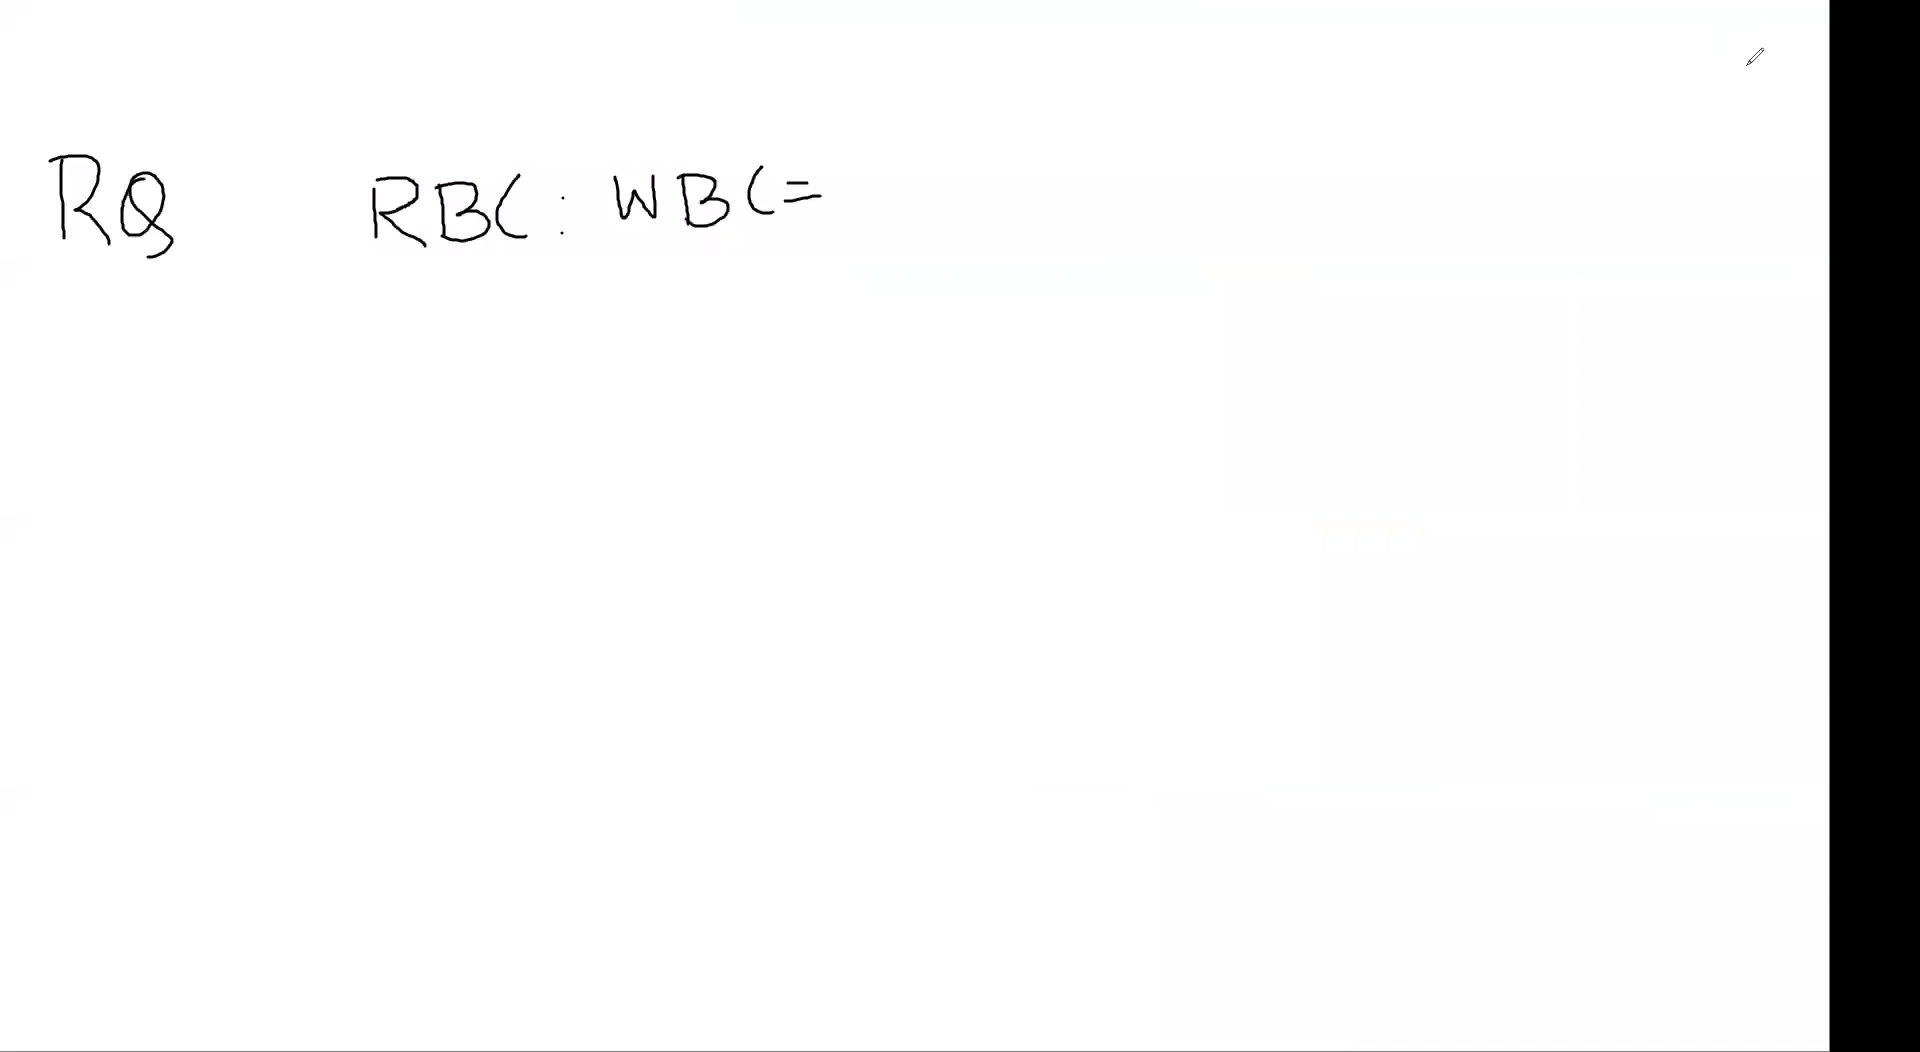 RQ RBC : WBC =